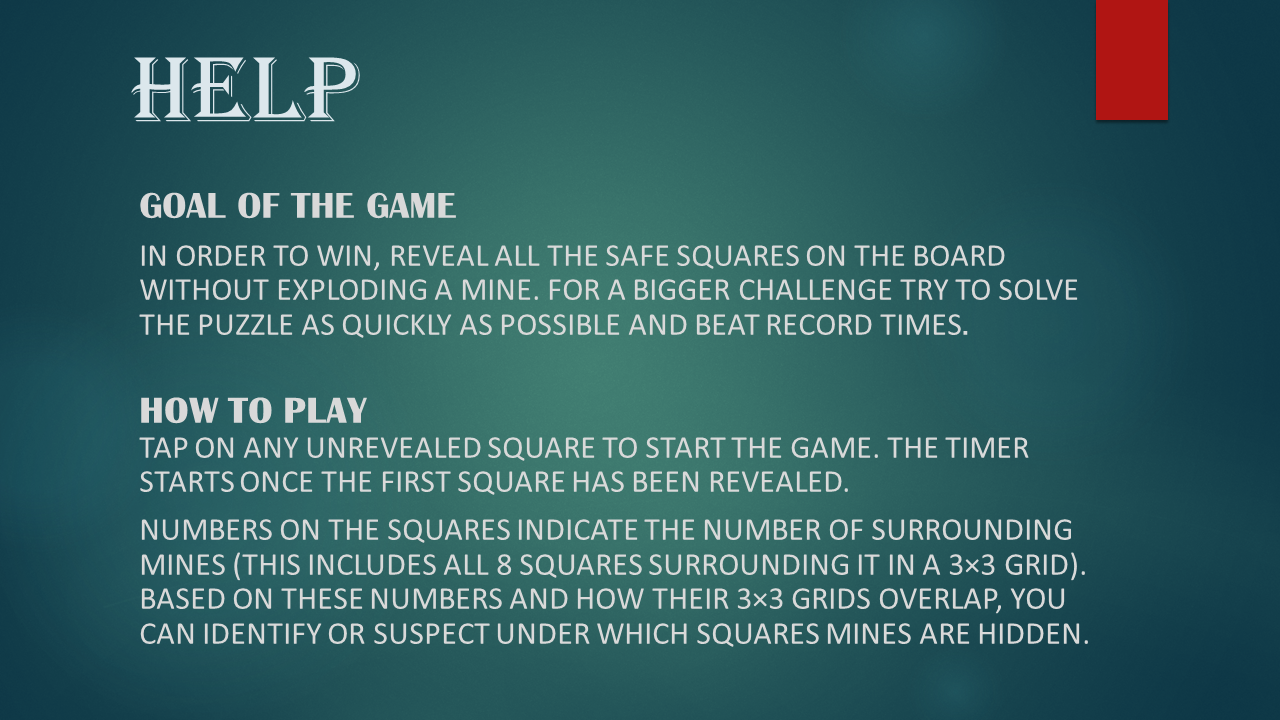 HELP
GOAL OF THE GAME
IN ORDER TO WIN, REVEAL ALL THE SAFE SQUARES ON THE BOARD
WITHOUT EXPLODING A MINE. FOR A BIGGER CHALLENGE TRY TO SOLVE
THE PUZZLE AS QUICKLY AS POSSIBLE AND BEAT RECORD TIMES.
HOW TO PLAY
TAP ON ANY UNREVEALED SQUARE TO START THE GAME. THE TIMER
STARTS ONCE THE FIRST SQUARE HAS BEEN REVEALED.
NUMBERS ON THE SQUARES INDICATE THE NUMBER OF SURROUNDING
MINES (THIS INCLUDES ALL 8 SQUARES SURROUNDING IT IN A 3×3 GRID).
BASED ON THESE NUMBERS AND HOW THEIR 3×3 GRIDS OVERLAP, YOU
CAN IDENTIFY OR SUSPECT UNDER WHICH SQUARES MINES ARE HIDDEN.